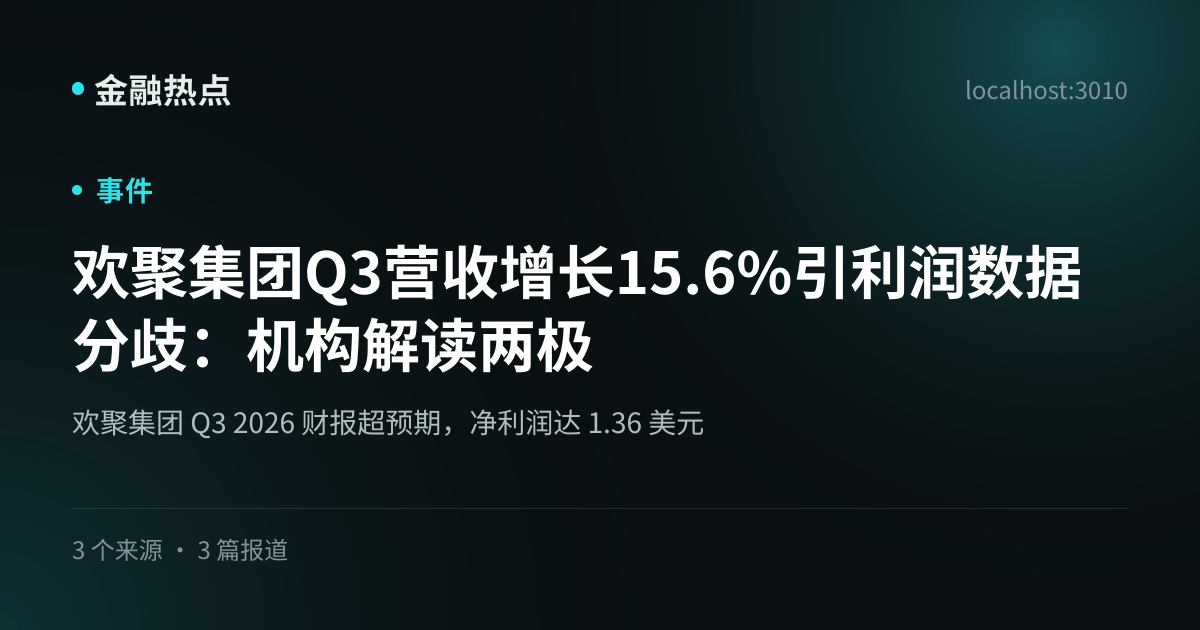 金融热点
localhost:3010
事件
欢聚集团Q3营收增长15.6%引利润数据
分歧：机构解读两极
欢聚集团 Q3 2026 财报超预期，净利润达 1.36 美元
3 个来源 · 3 篇报道